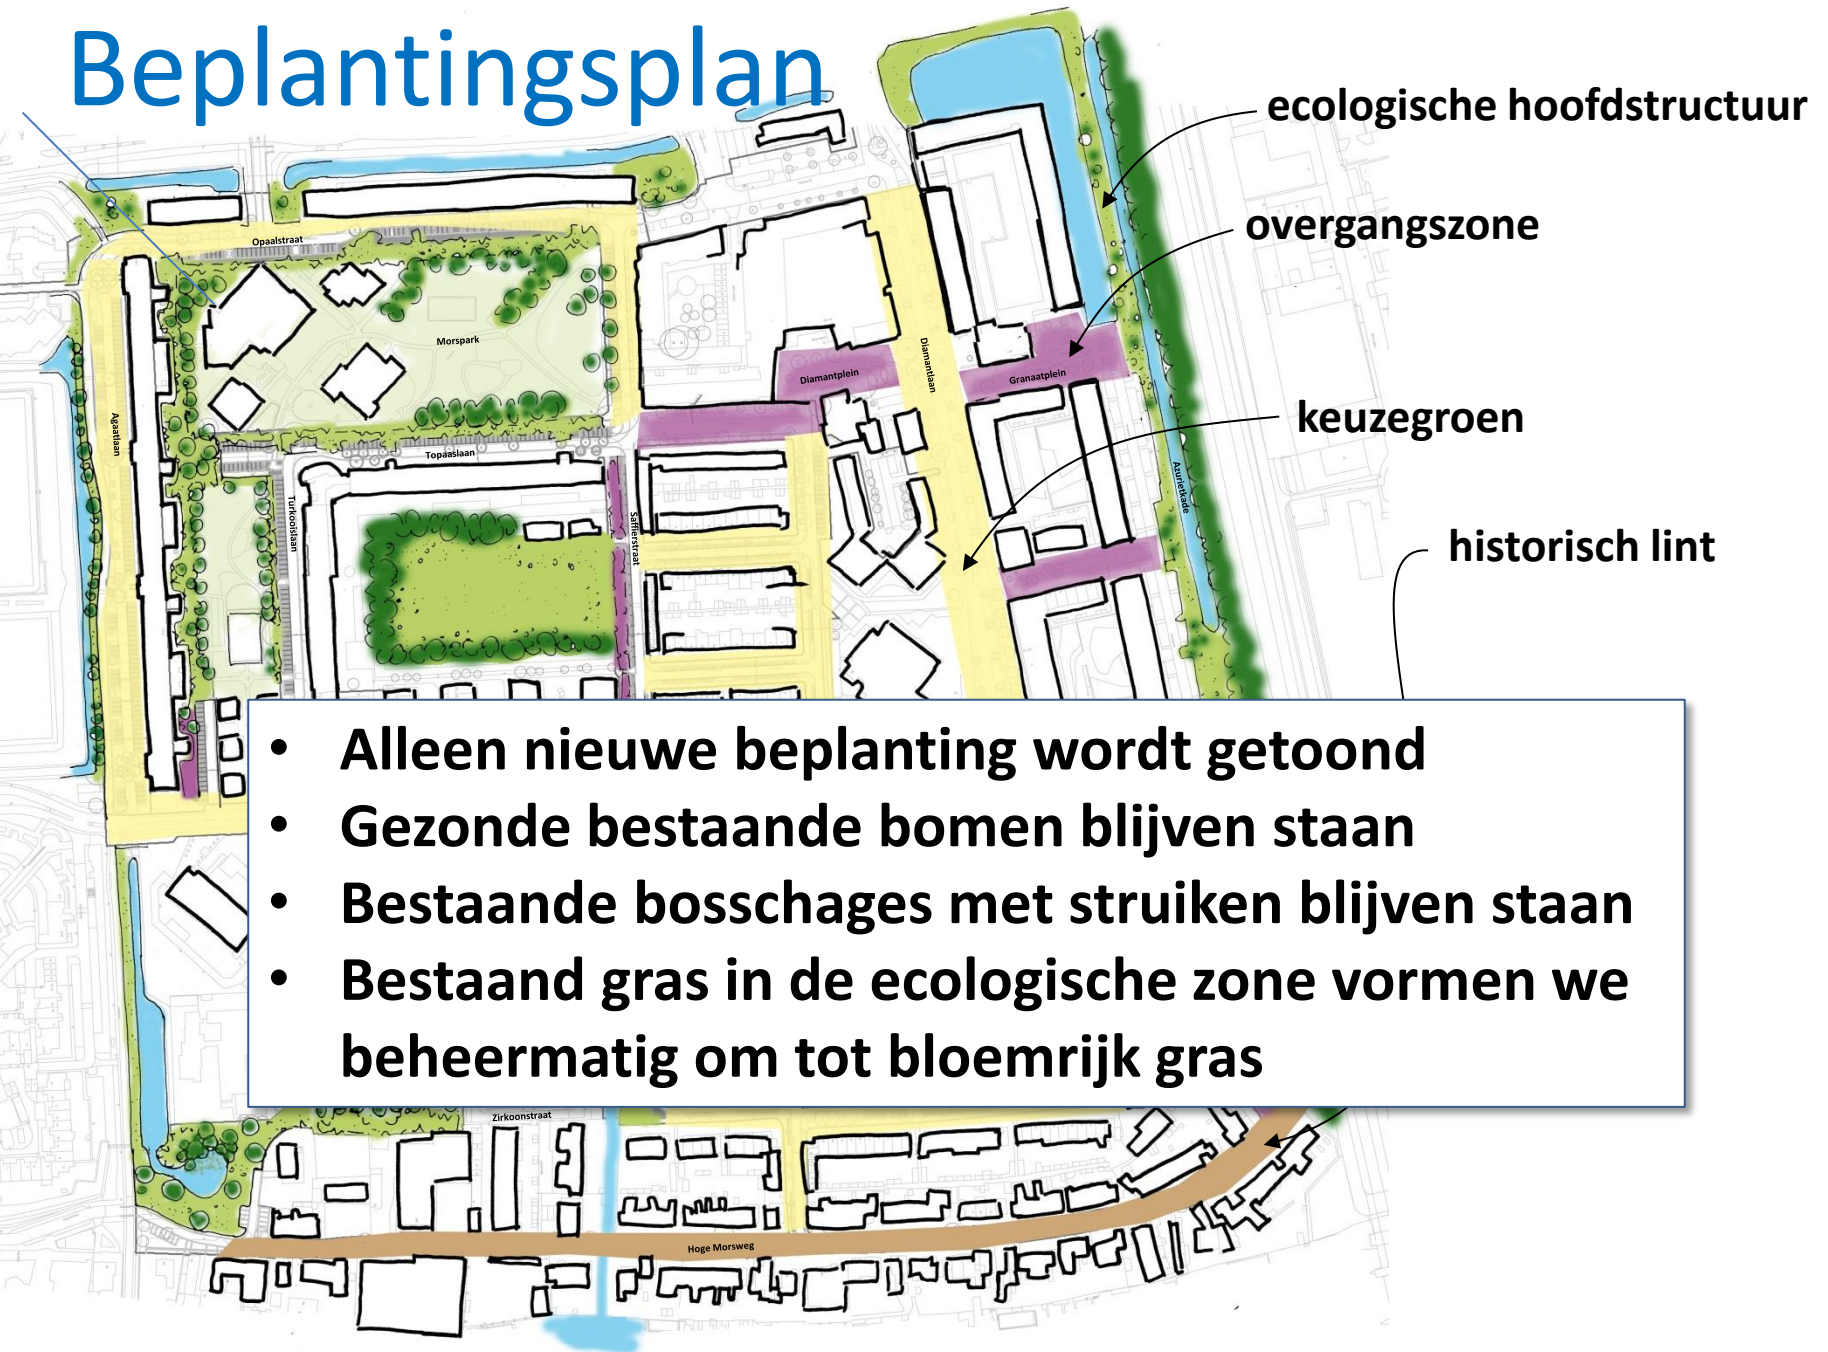 Beplantingsplan
ecologische hoofdstructuur
overgangszone
Opaalstraat
Morspark
Diamantlaan
Diamantplein
Granaatplein
keuzegroen
Agaatlaan
Topaaslaan
Azurietkade
Turkooislaan
Saffierstraat
historisch lint
• Alleen nieuwe beplanting wordt getoond
• Gezonde bestaande bomen blijven staan
• Bestaande bosschages met struiken blijven staan
• Bestaand gras in de ecologische zone vormen we
beheermatig om tot bloemrijk gras
Zirkoonstraat
Hoge Morsweg